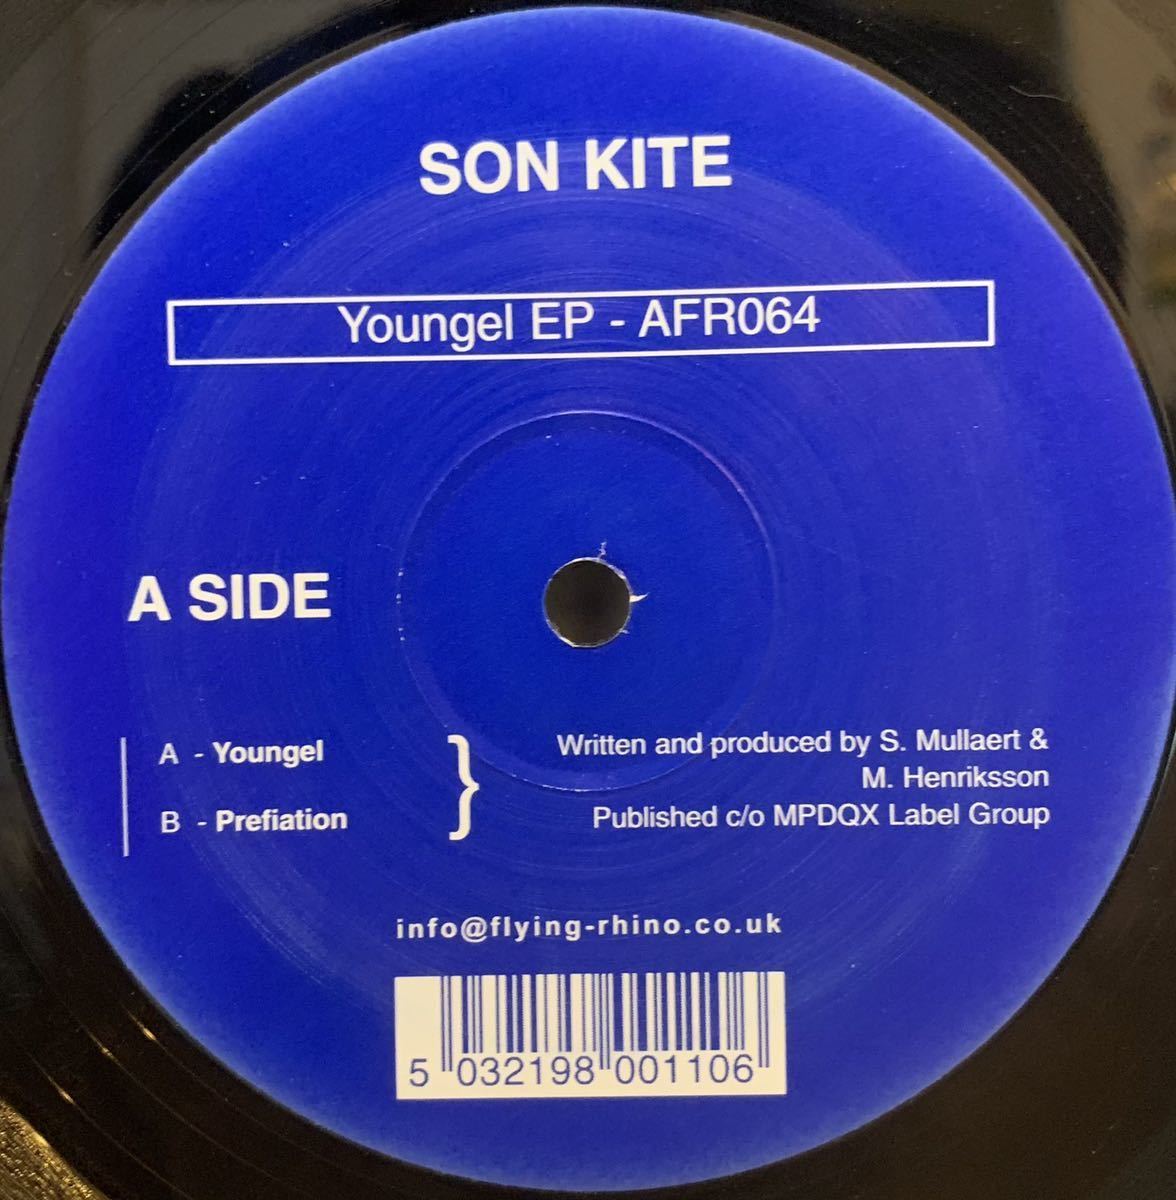 SON KITE
Youngel EP - AFR064
A SIDE
A - Youngel
B - Prefiation
}
Written and produced by S. Mullaert &
M. Henriksson
Published c/o MPDQX Label Group
info@flying-rhino.co.uk
5 032198 001106